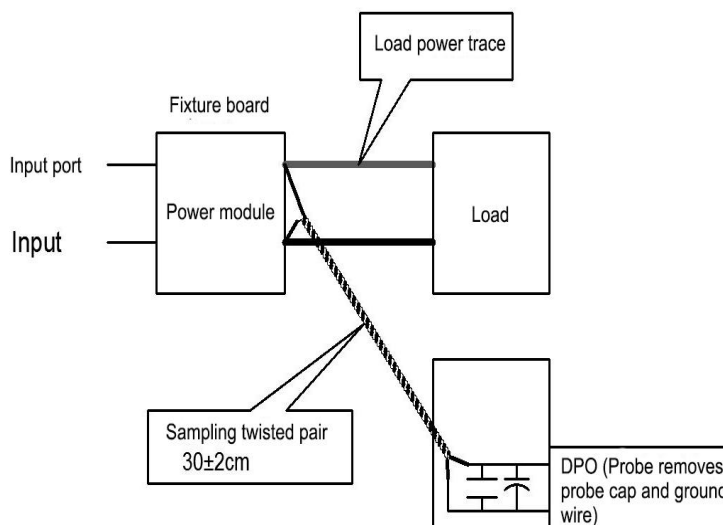 Load power trace
Fixture board
Input port
Power module
Load
Input
Sampling twisted pair
30±2cm
DPO (Probe removes
probe cap and ground
wire)